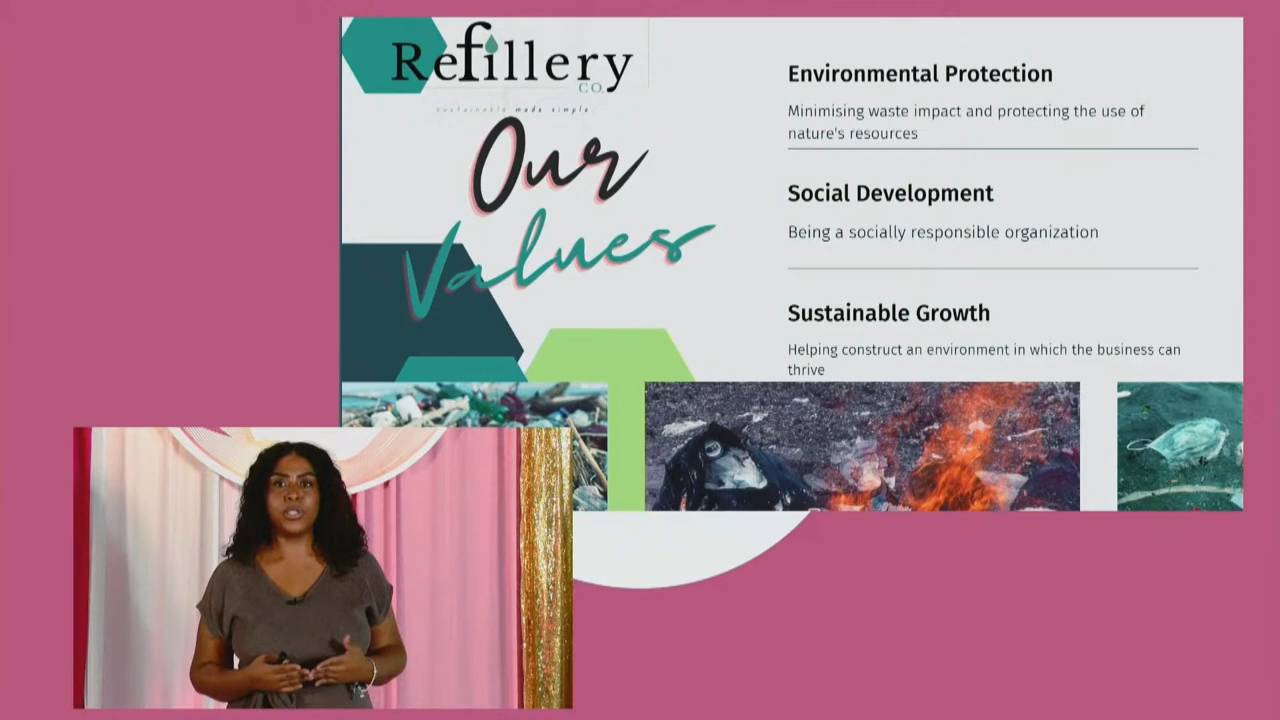 Refillery
CO.
sustainable made simple.
Our
Values
Environmental Protection
Minimising waste impact and protecting the use of
nature's resources
Social Development
Being a socially responsible organization
Sustainable Growth
Helping construct an environment in which the business can
thrive